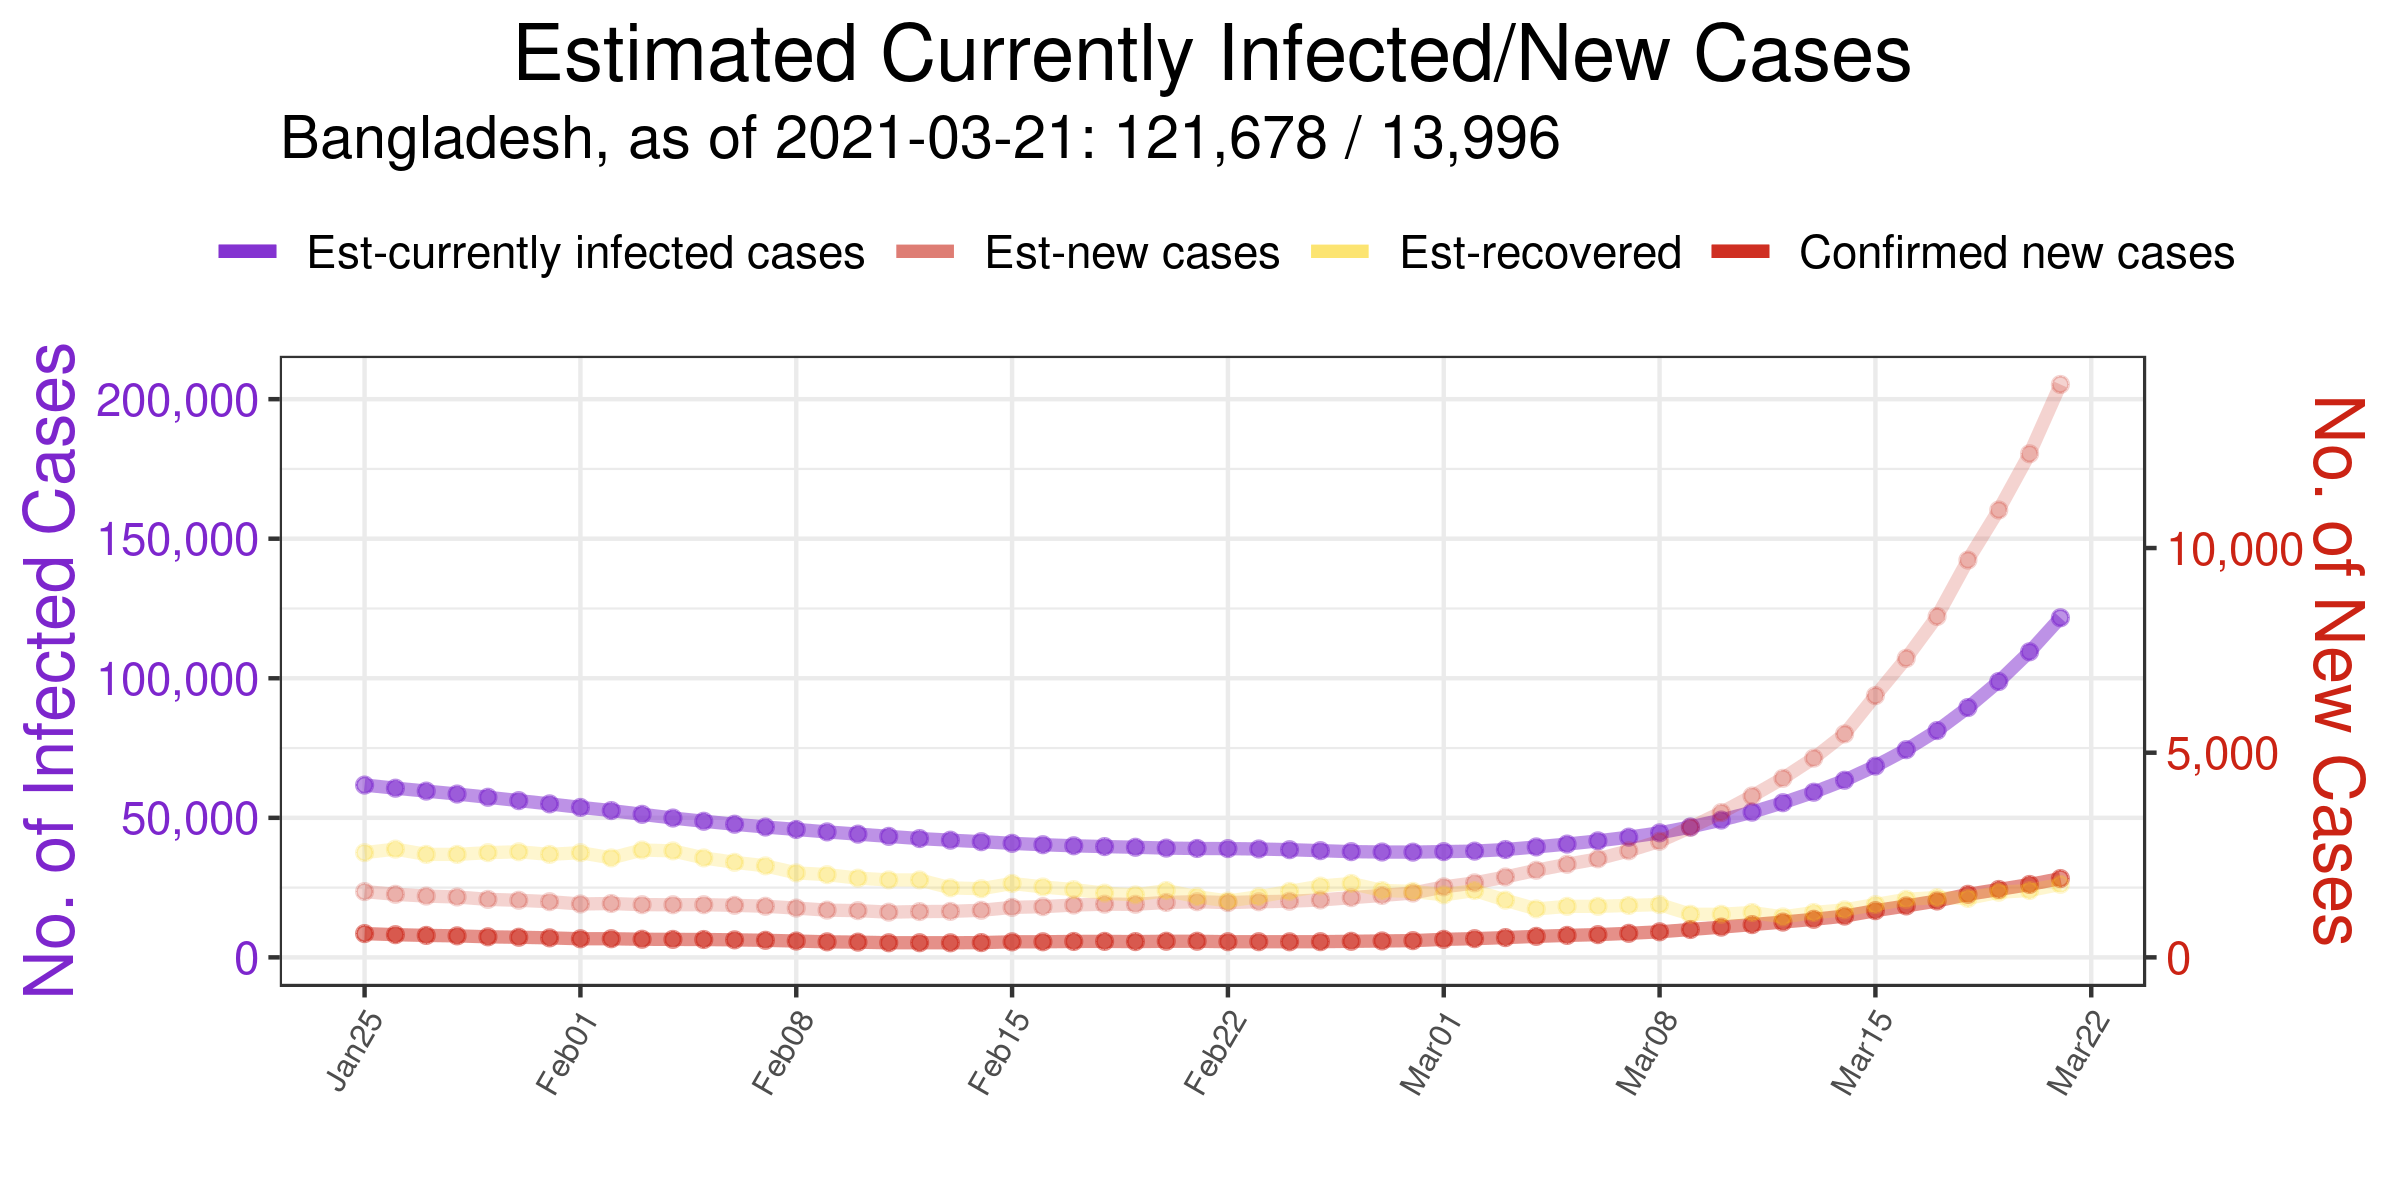 Estimated Currently Infected/New Cases
Bangladesh, as of 2021-03-21: 121,678 / 13,996
Est-currently infected cases Est-new cases Est-recovered Confirmed new cases
No. of Infected Cases
200,000
150,000
100,000
50,000
0
10,000
5,000
0
No. of New Cases
Jan25 Feb01 Feb08 Feb15 Feb22 Mar01 Mar08 Mar15 Mar22